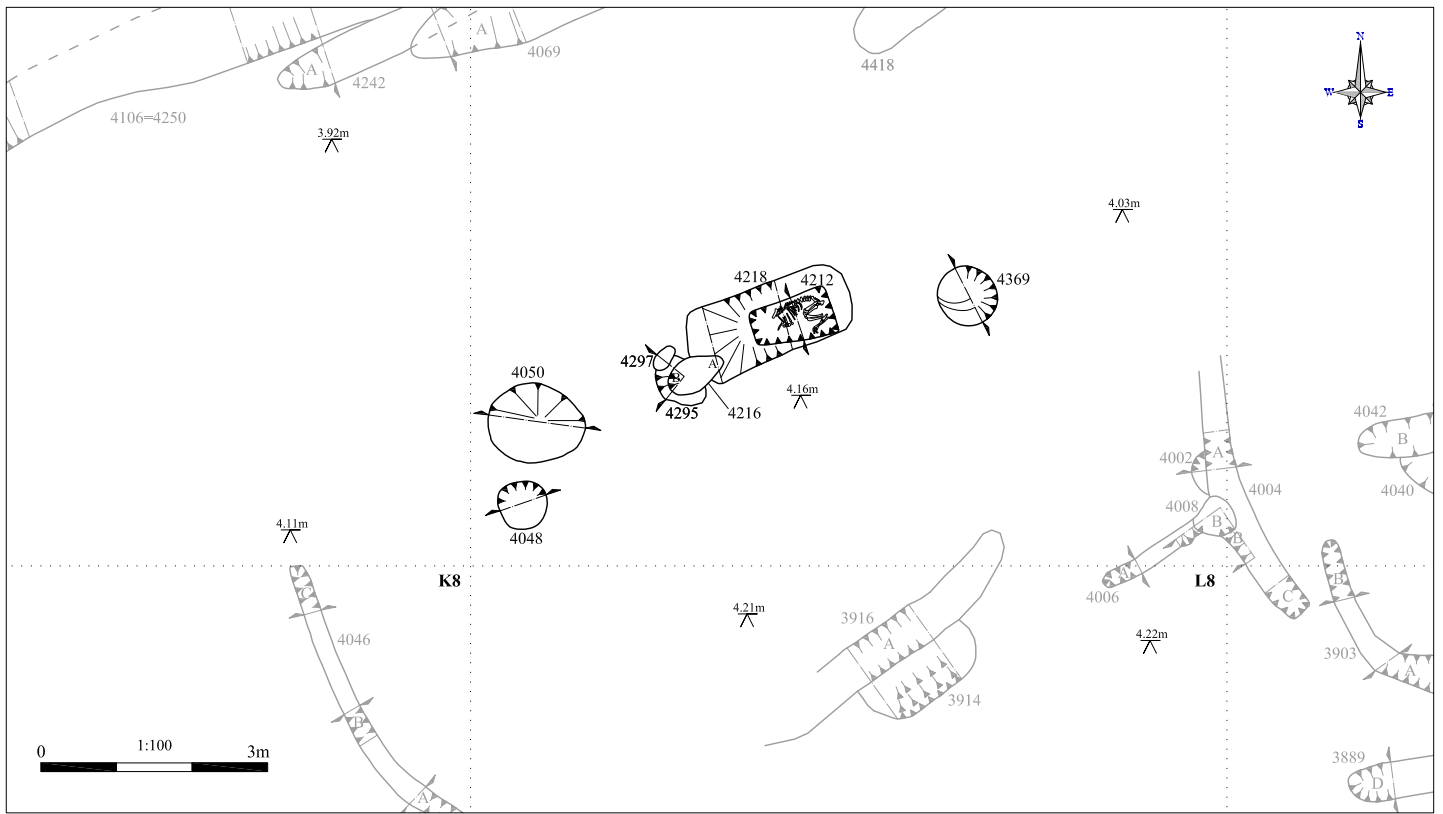 A
4069
A
4242
4418
4106=4250
3.92m
N
W
E
S
4.03m
4218
4212
4369
4297
A
B
4050
4295
4216
4.16m
4042
B
4002
A
4040
4004
4008
B
B
4.11m
4048
K8
L8
A
4006
B
C
C
4.21m
3916
A
4.22m
4046
3903
A
3914
B
0
1:100
3m
3889
D
A